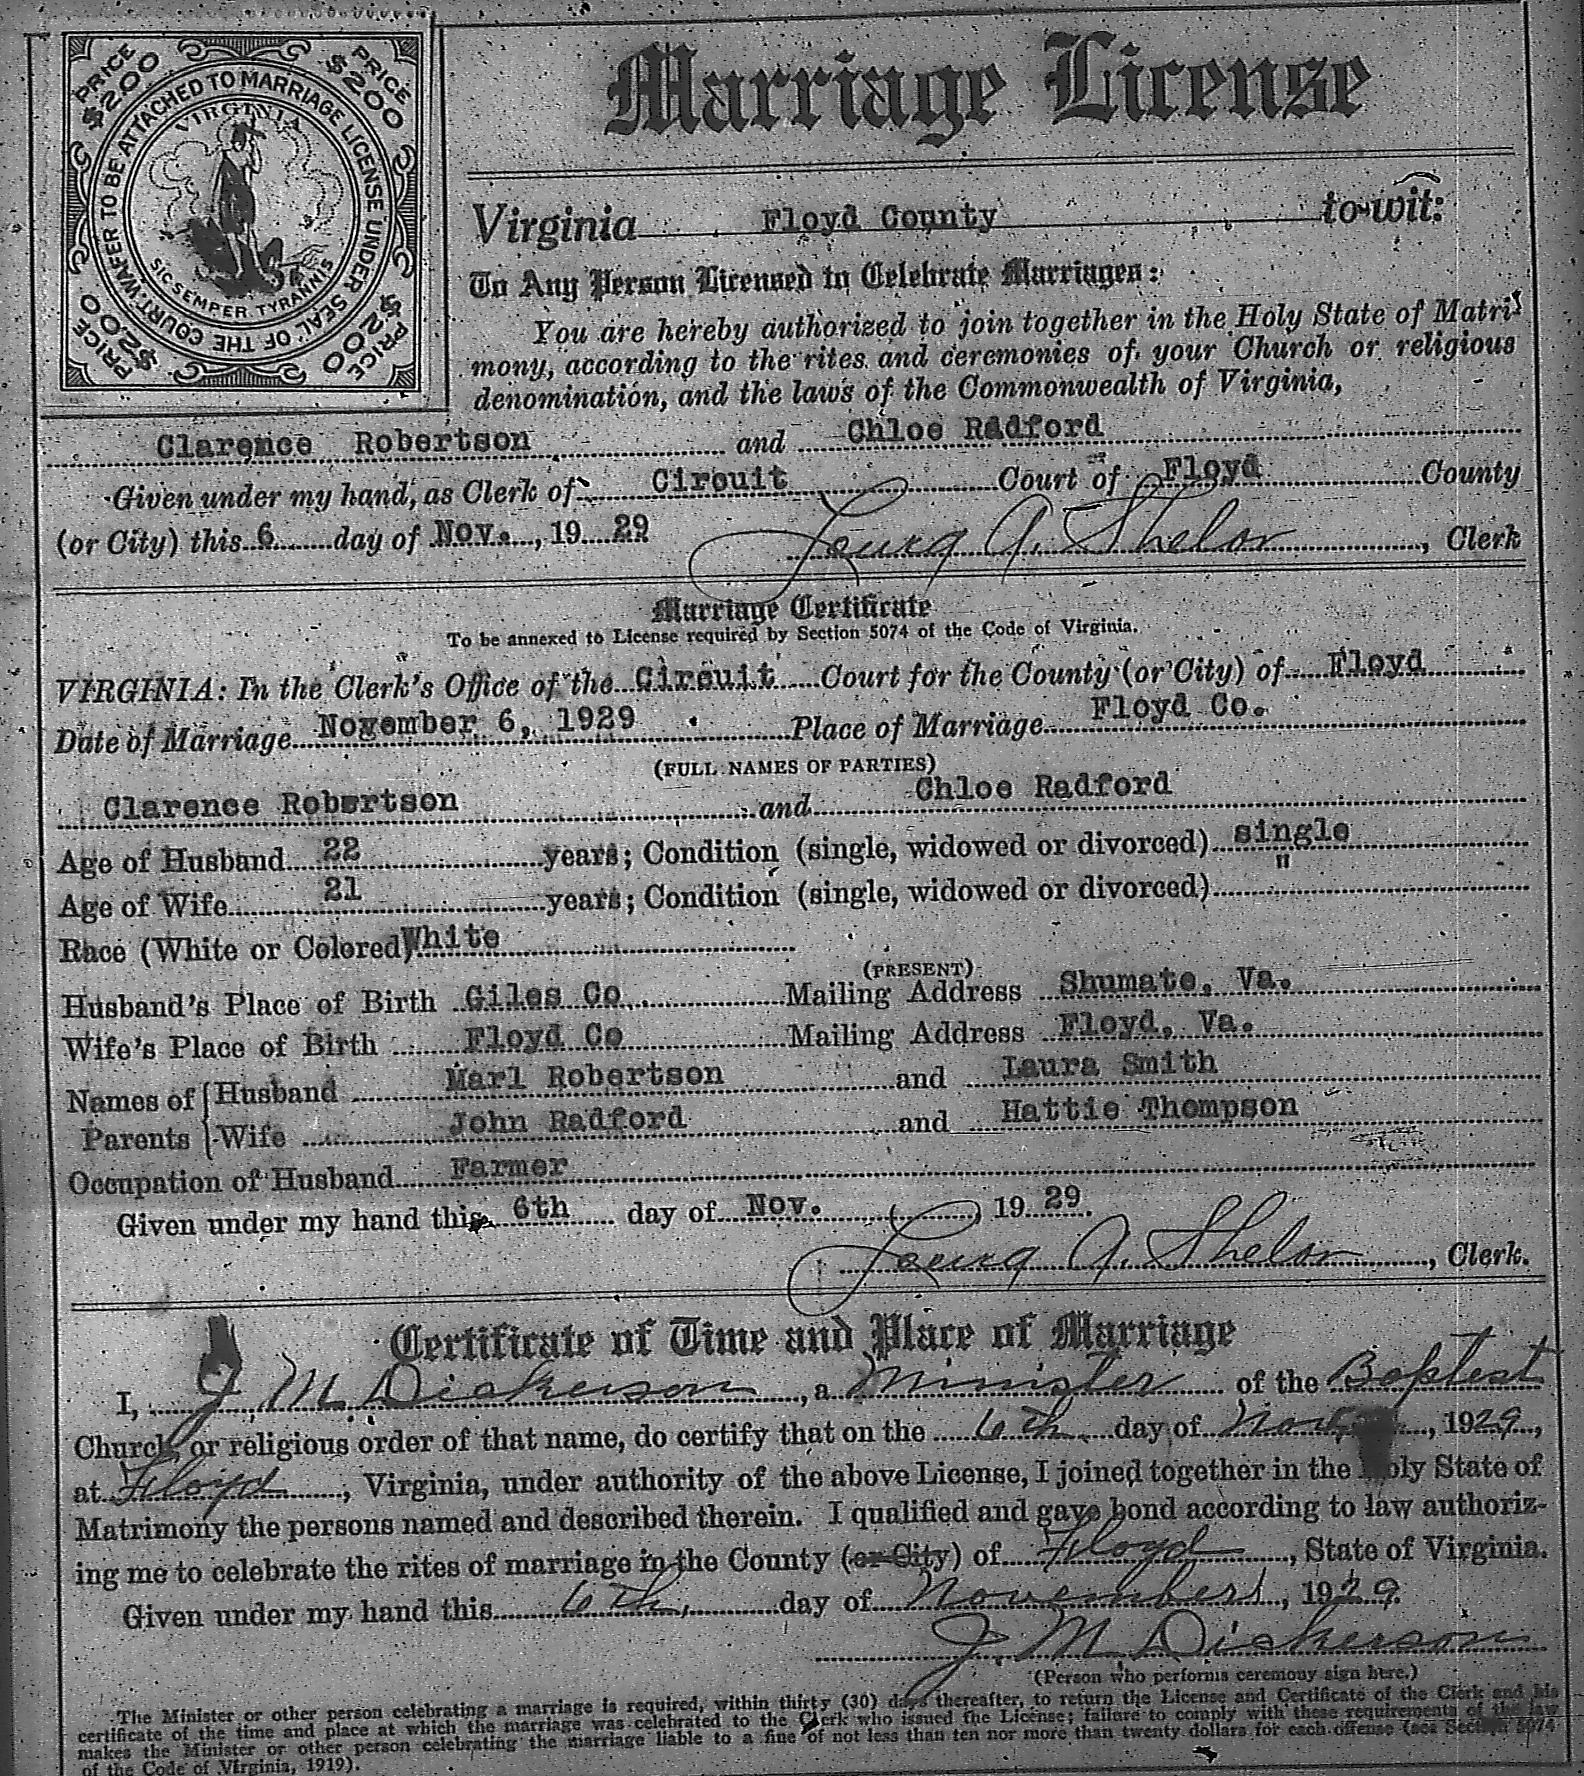 Marriage License
PRICE $2.00
PRICE $2.00
PRICE $2.00
PRICE $2.00
WAFER TO BE ATTACHED TO MARRIAGE LICENSE UNDER SEAL OF THE COURT.
VIRGINIA
SIC SEMPER TYRANNIS
Virginia Floyd County to-wit:
To Any Person Licensed to Celebrate Marriages:
You are hereby authorized to join together in the Holy State of Matri-
mony, according to the rites and ceremonies of your Church or religious
denomination, and the laws of the Commonwealth of Virginia,
Clarence Robertson and Chloe Radford
Given under my hand, as Clerk of Circuit Court of Floyd County
(or City) this 6 day of Nov., 19 29 A. Shelor, Clerk
Marriage Certificate
To be annexed to License required by Section 5074 of the Code of Virginia.
VIRGINIA: In the Clerk's Office of the Circuit Court for the County (or City) of Floyd
Date of Marriage November 6, 1929 Place of Marriage Floyd Co.
(FULL NAMES OF PARTIES)
Clarence Robertson and Chloe Radford
Age of Husband 22 years; Condition (single, widowed or divorced) single
Age of Wife 21 years; Condition (single, widowed or divorced) "
Race (White or Colored) White
(PRESENT)
Husband's Place of Birth Giles Co Mailing Address Shumate, Va.
Wife's Place of Birth Floyd Co Mailing Address Floyd, Va.
Names of Husband Marl Robertson and Laura Smith
Parents Wife John Radford and Hattie Thompson
Occupation of Husband Farmer
Given under my hand this 6th day of Nov. 19 29.
A. Shelor, Clerk.
Certificate of Time and Place of Marriage
I, J M Dickerson, a Minister of the Baptest
Church, or religious order of that name, do certify that on the 6th day of Nov, 1929,
at Floyd, Virginia, under authority of the above License, I joined together in the Holy State of
Matrimony the persons named and described therein. I qualified and gave bond according to law authoriz-
ing me to celebrate the rites of marriage in the County (or City) of Floyd, State of Virginia.
Given under my hand this 6th, day of November, 1929.
J. M Dickerson
(Person who performs ceremony sign here.)
The Minister or other person celebrating a marriage is required, within thirty (30) days thereafter, to return the License and Certificate of the Clerk and his
certificate of the time and place at which the marriage was celebrated to the Clerk who issued the License; failure to comply with these requirements of the law
makes the Minister or other person celebrating the marriage liable to a fine of not less than ten nor more than twenty dollars for each offense (see Section 5074
of the Code of Virginia, 1919).